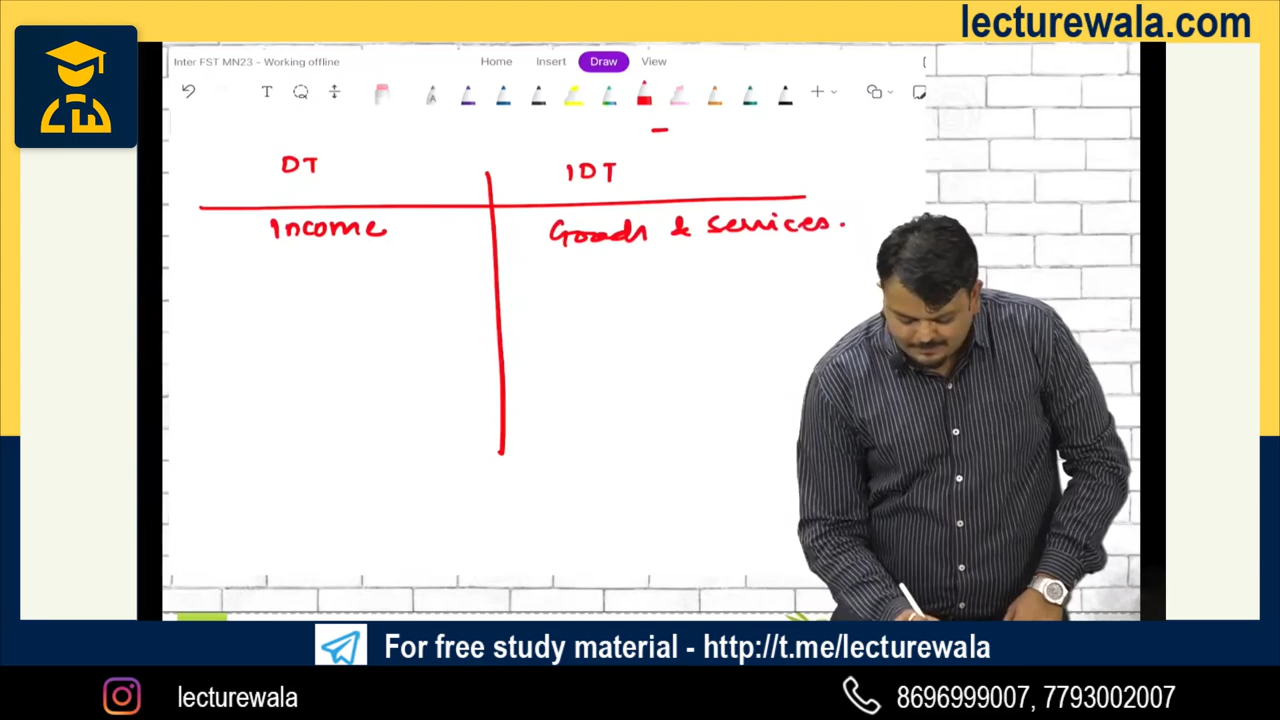 lecturewala.com
Inter FST MN23 - Working offline
Home Insert Draw View
DT
IDT
Income
Goods & Services.
For free study material - http://t.me/lecturewala
lecturewala
8696999007, 7793002007